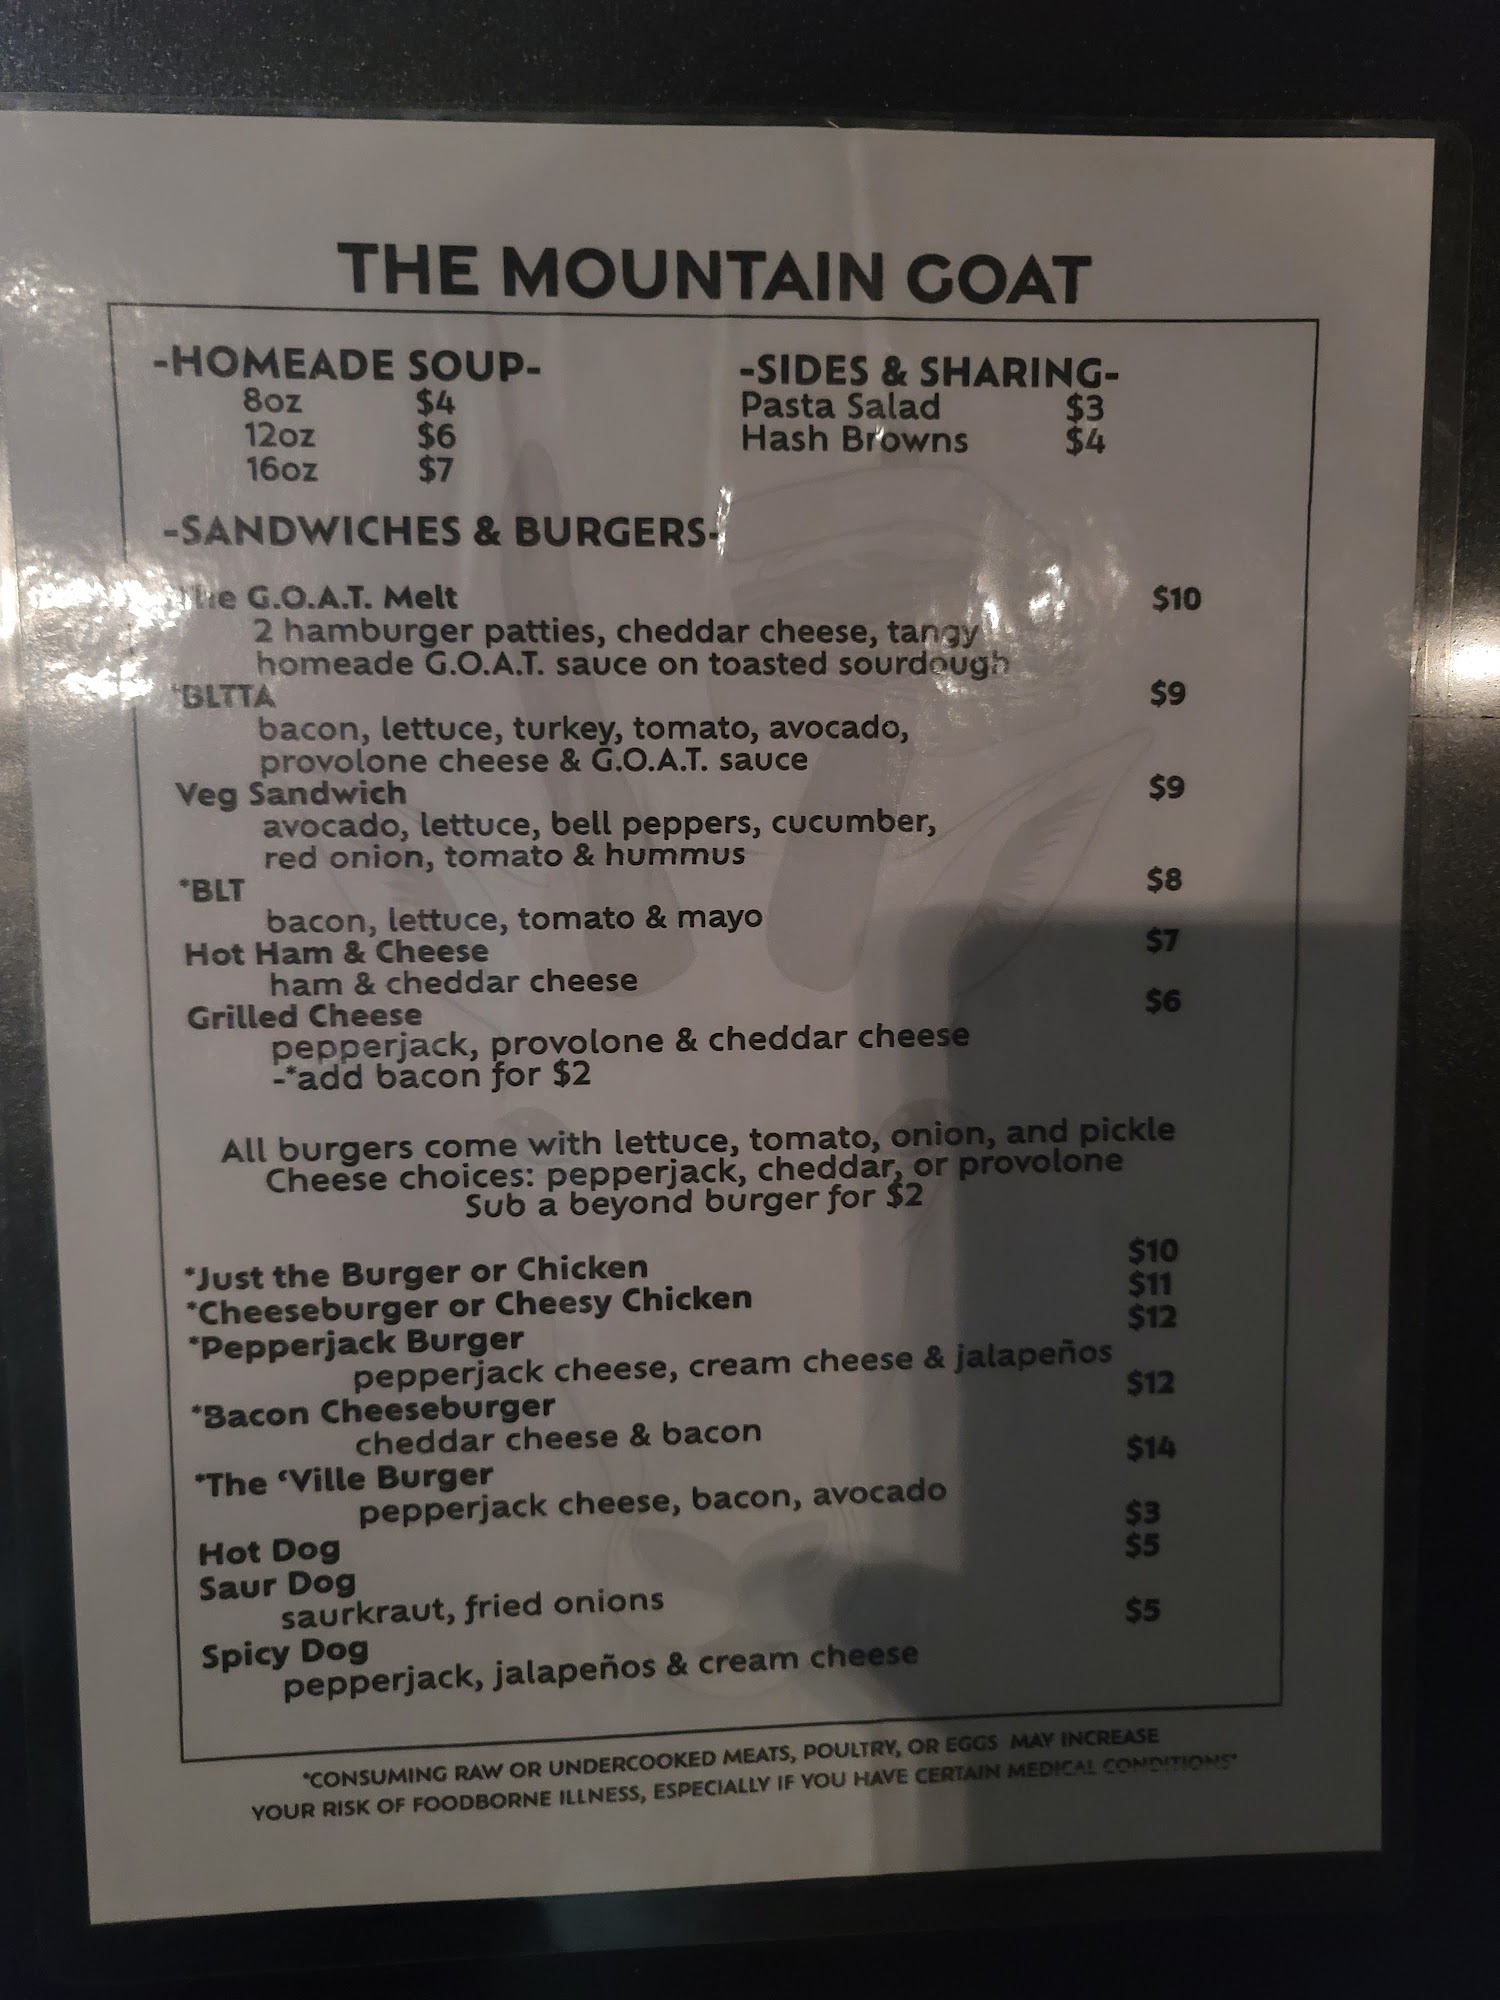 THE MOUNTAIN GOAT
-HOMEADE SOUP-
8oz $4
12oz $6
16oz $7
-SIDES & SHARING-
Pasta Salad $3
Hash Browns $4
-SANDWICHES & BURGERS-
The G.O.A.T. Melt $10
2 hamburger patties, cheddar cheese, tangy
homeade G.O.A.T. sauce on toasted sourdough
*BLTTA $9
bacon, lettuce, turkey, tomato, avocado,
provolone cheese & G.O.A.T. sauce
Veg Sandwich $9
avocado, lettuce, bell peppers, cucumber,
red onion, tomato & hummus
*BLT $8
bacon, lettuce, tomato & mayo
Hot Ham & Cheese $7
ham & cheddar cheese
Grilled Cheese $6
pepperjack, provolone & cheddar cheese
-*add bacon for $2
All burgers come with lettuce, tomato, onion, and pickle
Cheese choices: pepperjack, cheddar, or provolone
Sub a beyond burger for $2
*Just the Burger or Chicken $10
*Cheeseburger or Cheesy Chicken $11
*Pepperjack Burger $12
pepperjack cheese, cream cheese & jalapeños
*Bacon Cheeseburger $12
cheddar cheese & bacon
*The ‘Ville Burger $14
pepperjack cheese, bacon, avocado
Hot Dog $3
Saur Dog $5
saurkraut, fried onions
Spicy Dog $5
pepperjack, jalapeños & cream cheese
*CONSUMING RAW OR UNDERCOOKED MEATS, POULTRY, OR EGGS MAY INCREASE
YOUR RISK OF FOODBORNE ILLNESS, ESPECIALLY IF YOU HAVE CERTAIN MEDICAL CONDITIONS*